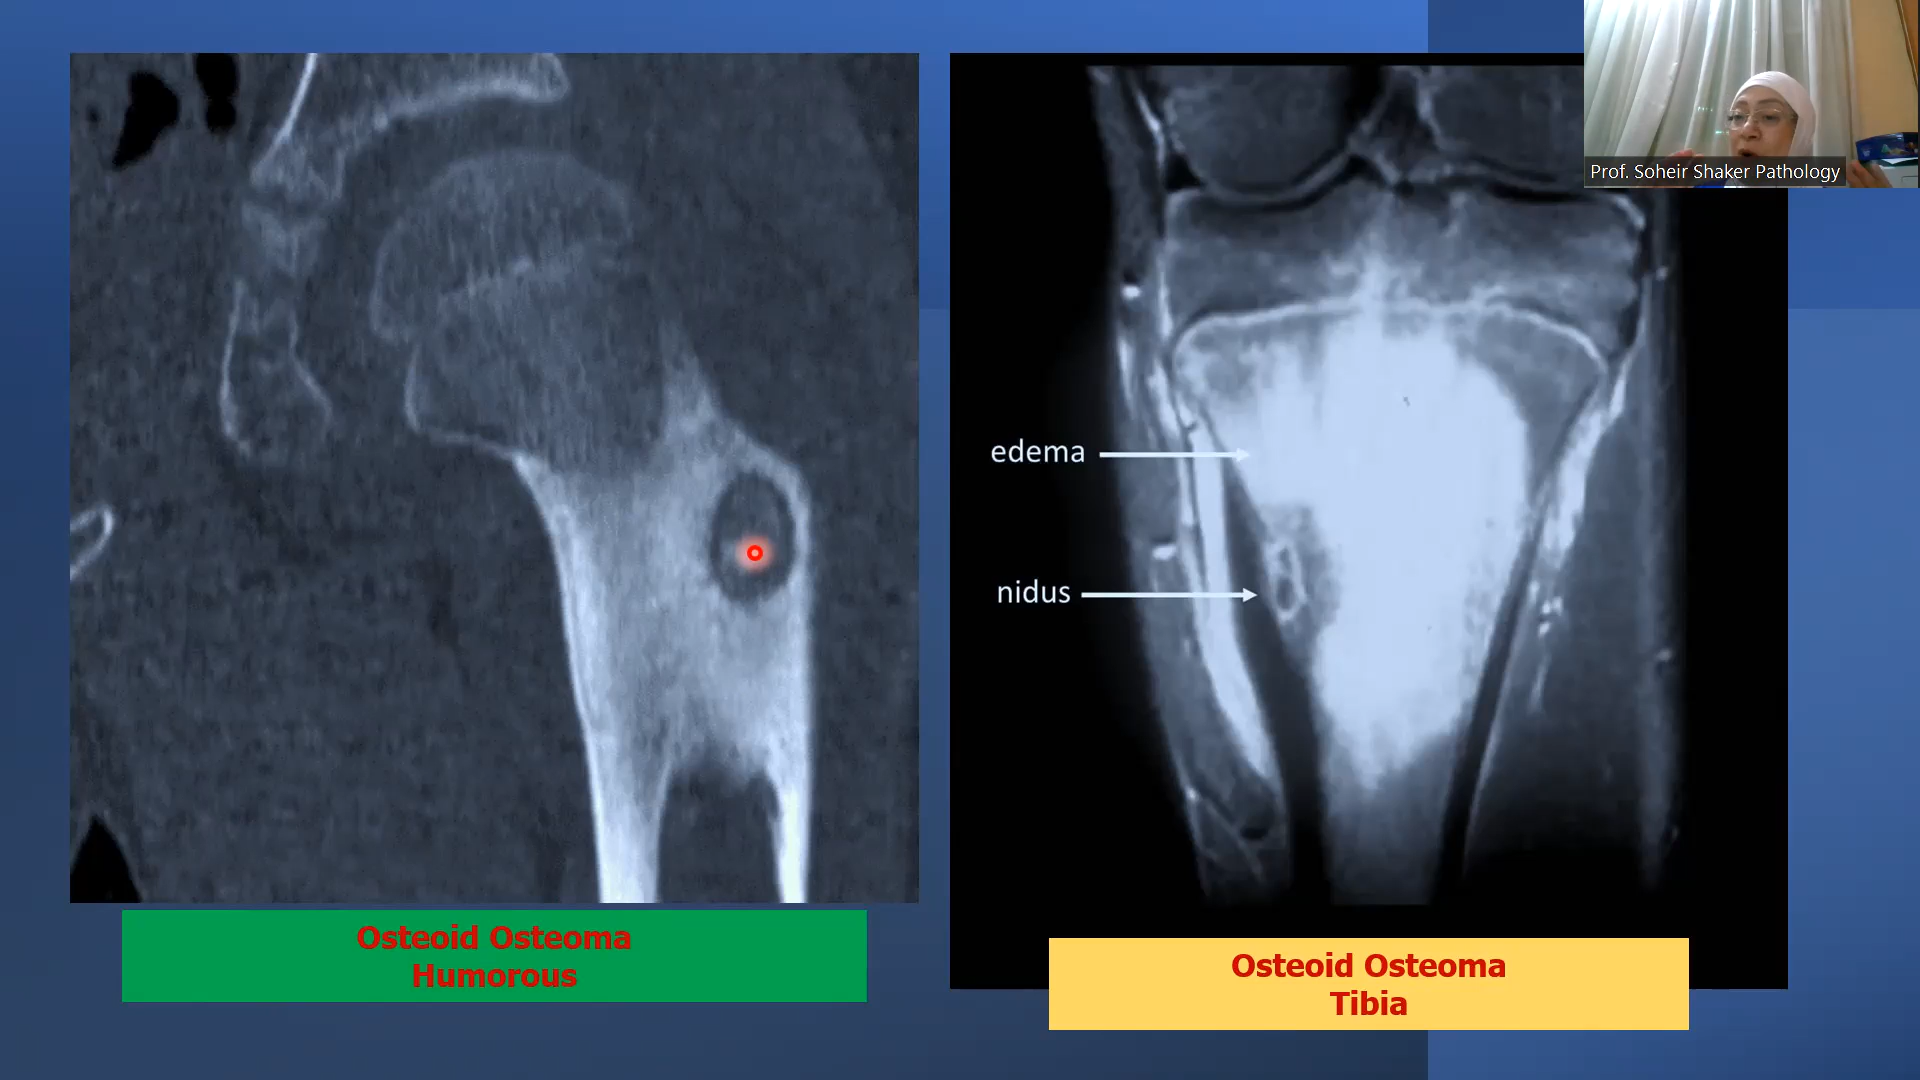 Prof. Soheir Shaker Pathology
edema
nidus
Osteoid Osteoma
Humorous
Osteoid Osteoma
Tibia